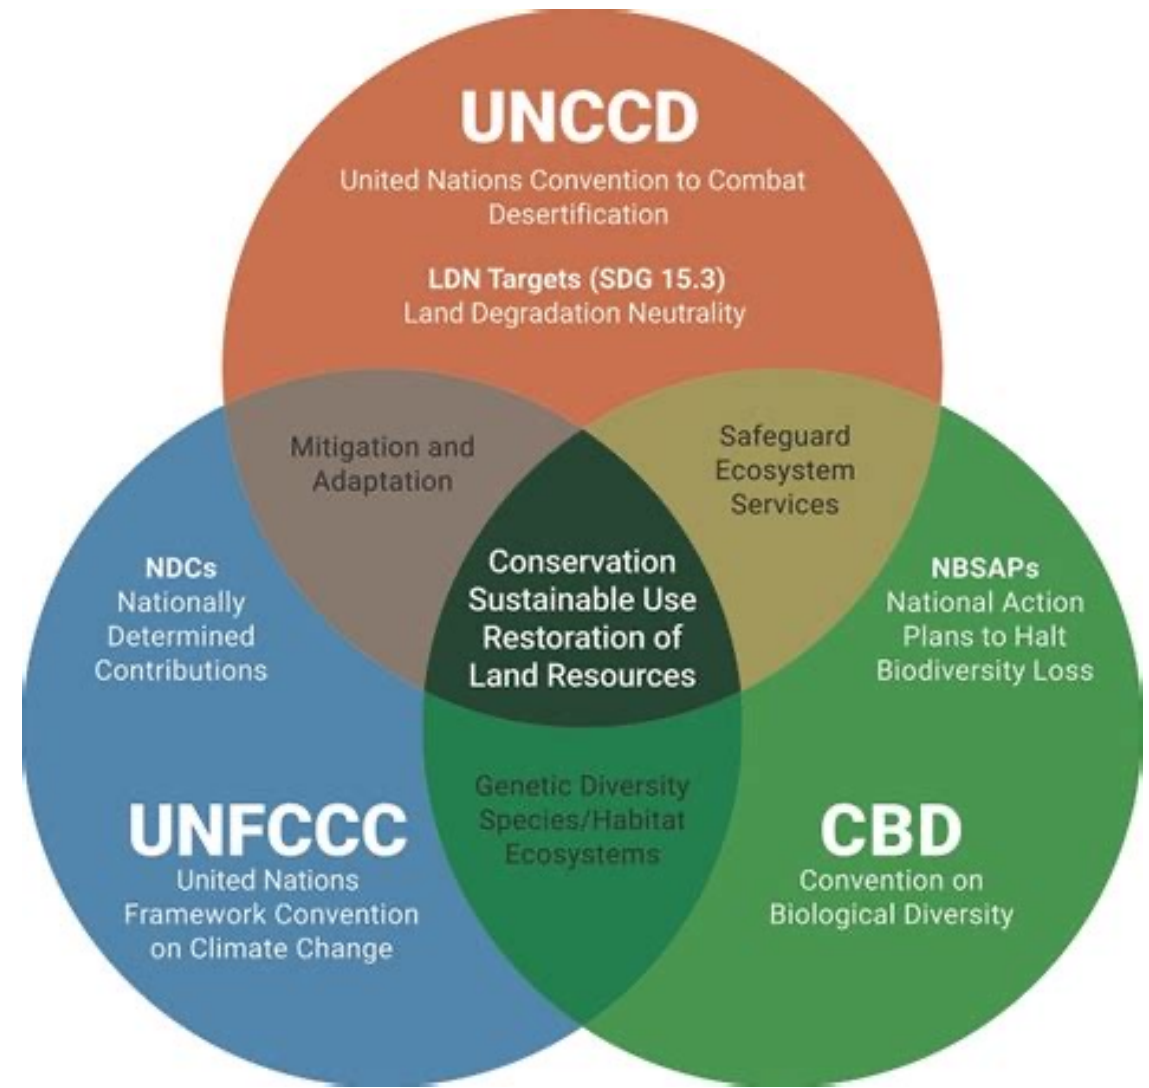 UNCCD
United Nations Convention to Combat
Desertification
LDN Targets (SDG 15.3)
Land Degradation Neutrality
Mitigation and
Adaptation
Safeguard
Ecosystem
Services
NDCs
Nationally
Determined
Contributions
Conservation
Sustainable Use
Restoration of
Land Resources
NBSAPs
National Action
Plans to Halt
Biodiversity Loss
Genetic Diversity
Species/Habitat
Ecosystems
UNFCCC
United Nations
Framework Convention
on Climate Change
CBD
Convention on
Biological Diversity